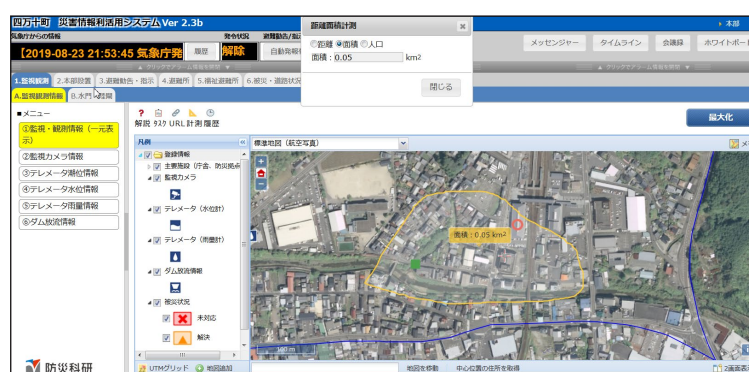 四万十町 災害情報利活用システム Ver 2.3b
気象庁からの情報
発令状況
避難勧告/指示
【2019-08-23 21:53:45 気象庁発
履歴
解除
自動発報
距離面積計測
距離 面積 人口
面積：0.05 km2
閉じる
本部
メッセンジャー
タイムライン
会議録
ホワイトボード
1.監視観測
2.本部設置
3.避難勧告・指示
4.避難所
5.福祉避難所
6.被災・道路状況
A.監視観測情報
B.水門・陸閘
■メニュー
①監視・観測情報（一元表示）
②監視カメラ情報
③テレメータ潮位情報
④テレメータ水位情報
⑤テレメータ雨量情報
⑥ダム放流情報
解説 タスク URL 計測 履歴
最大化
凡例
標準地図（航空写真）
登録情報
主要施設（庁舎、防災拠点
監視カメラ
テレメータ（水位計）
テレメータ（雨量計）
ダム放流情報
被災状況
未対応
解決
面積：0.05 km2
100 m
UTMグリッド
地図追加
地図を移動
中心位置の住所を取得
2画面表
防災科研